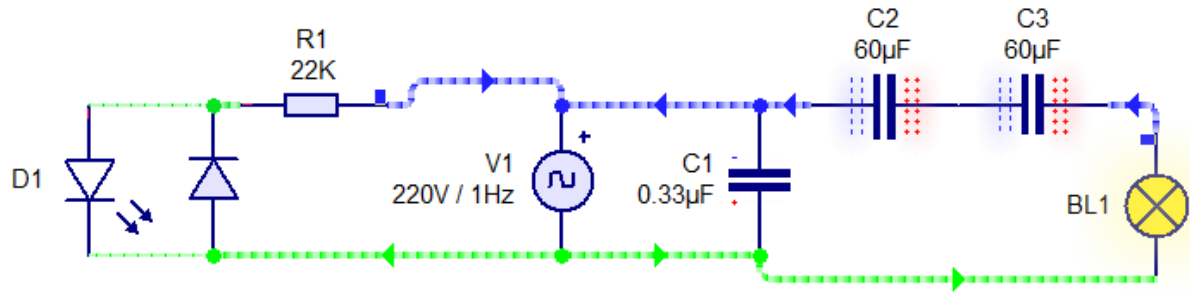 R1
22K
D1
V1
220V / 1Hz
C1
0.33µF
C2
60µF
C3
60µF
BL1